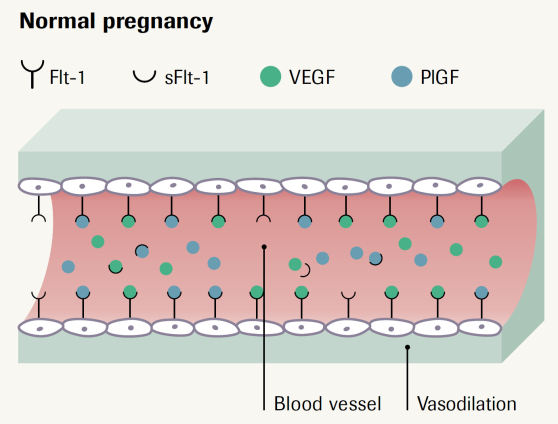 Normal pregnancy
Flt-1 sFlt-1 VEGF PlGF
Blood vessel Vasodilation